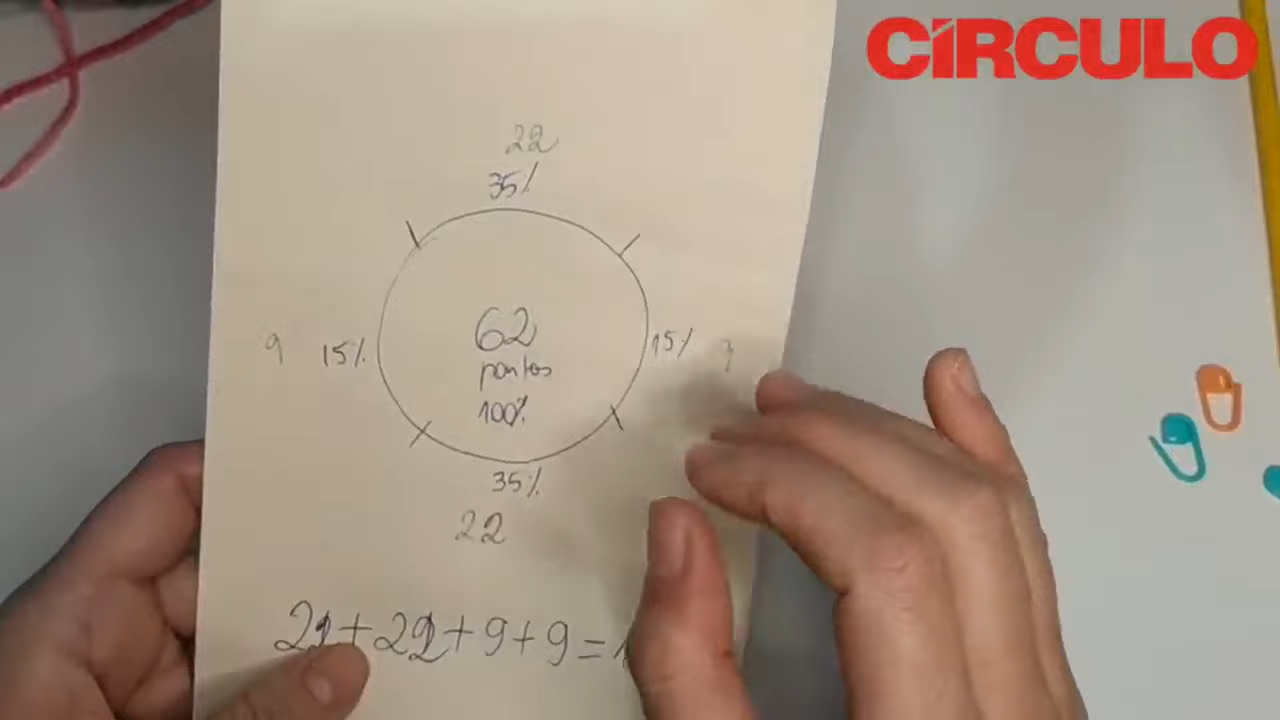 CÍRCULO
22
35%
9 15% 15%
62
pontos
100%
35%
22
22+22+9+9=